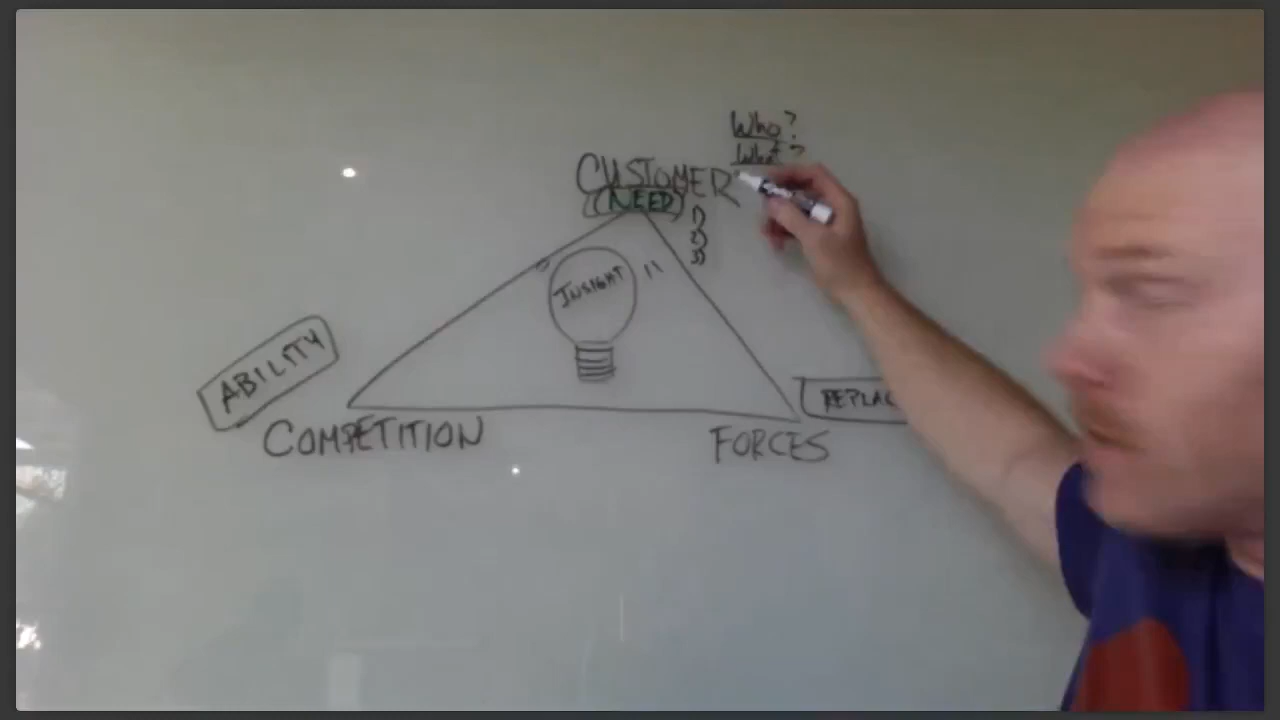 Who?
What?
CUSTOMER
(NEED)
1)
2)
3)
INSIGHT
ABILITY
COMPETITION
FORCES